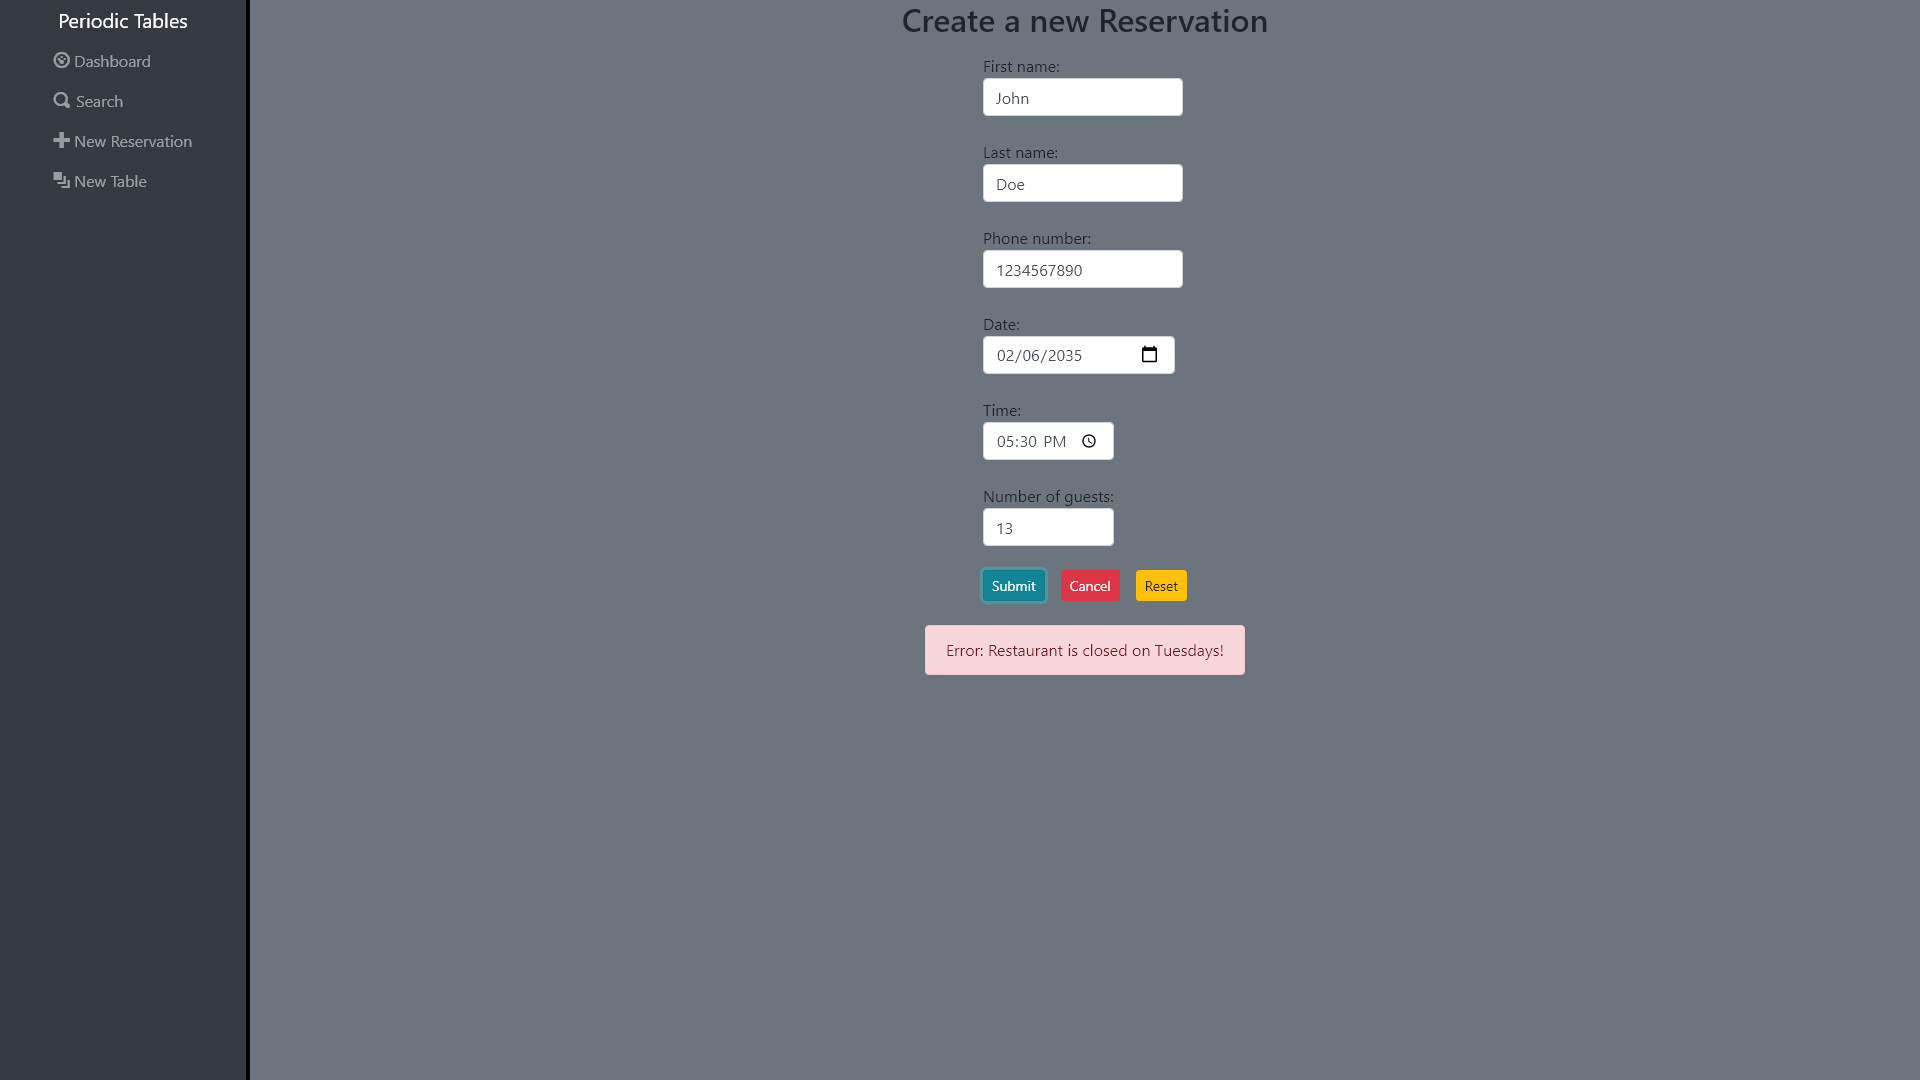 Periodic Tables
Dashboard
Search
New Reservation
New Table
Create a new Reservation
First name:
John
Last name:
Doe
Phone number:
1234567890
Date:
02/06/2035
Time:
05:30 PM
Number of guests:
13
Submit Cancel Reset
Error: Restaurant is closed on Tuesdays!